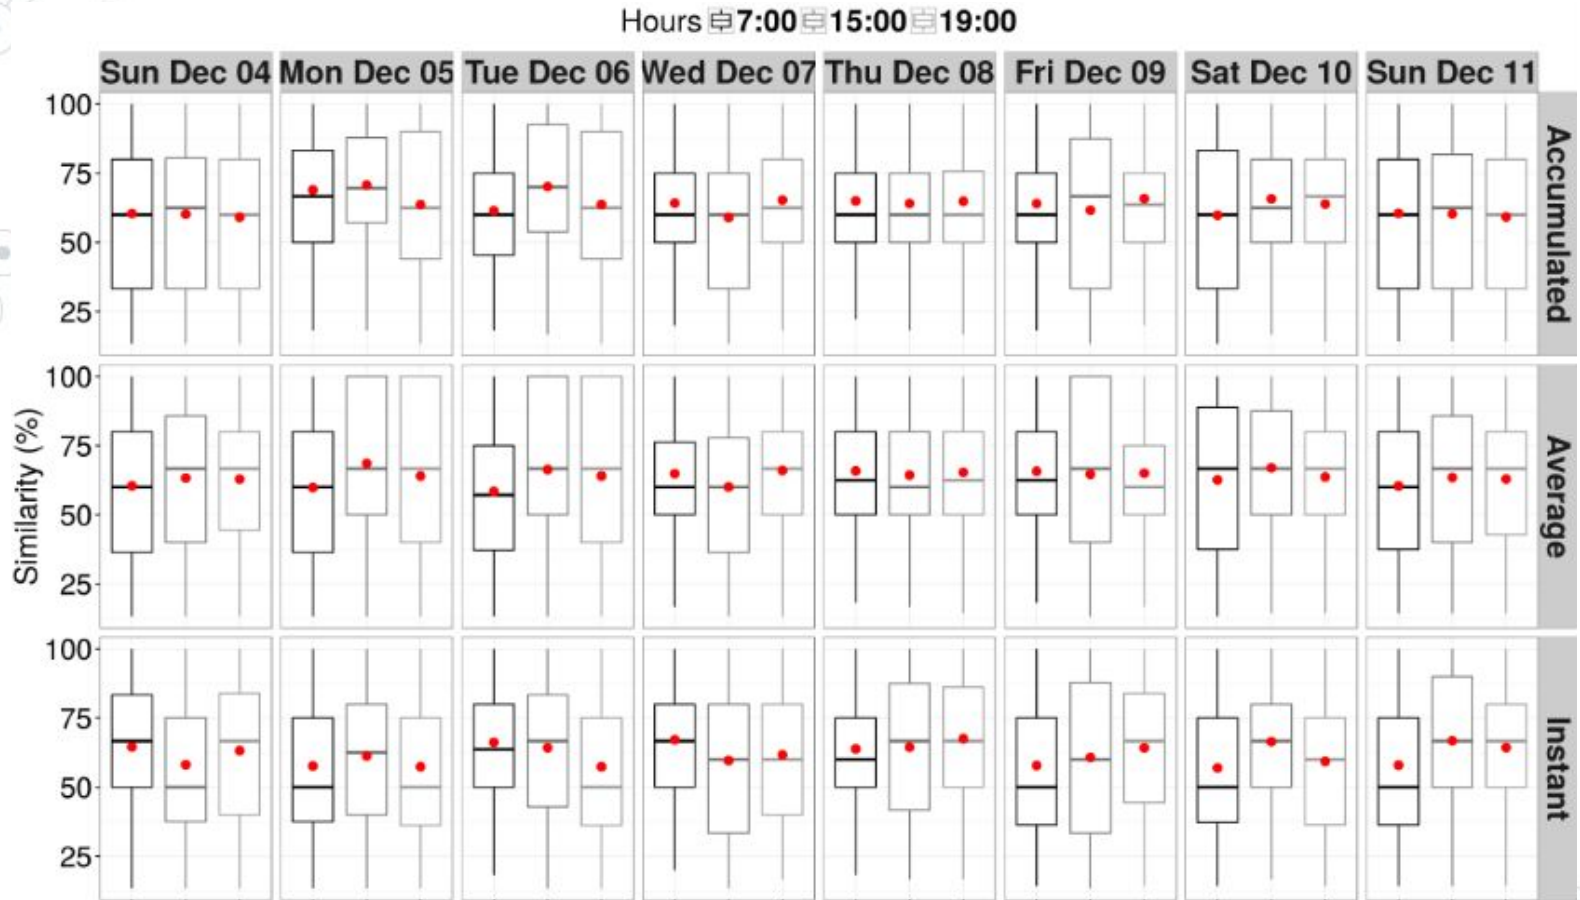 Hours 7:00 15:00 19:00
Sun Dec 04 Mon Dec 05 Tue Dec 06 Wed Dec 07 Thu Dec 08 Fri Dec 09 Sat Dec 10 Sun Dec 11
Similarity (%)
100
75
50
25
Accumulated
100
75
50
25
Average
100
75
50
25
Instant